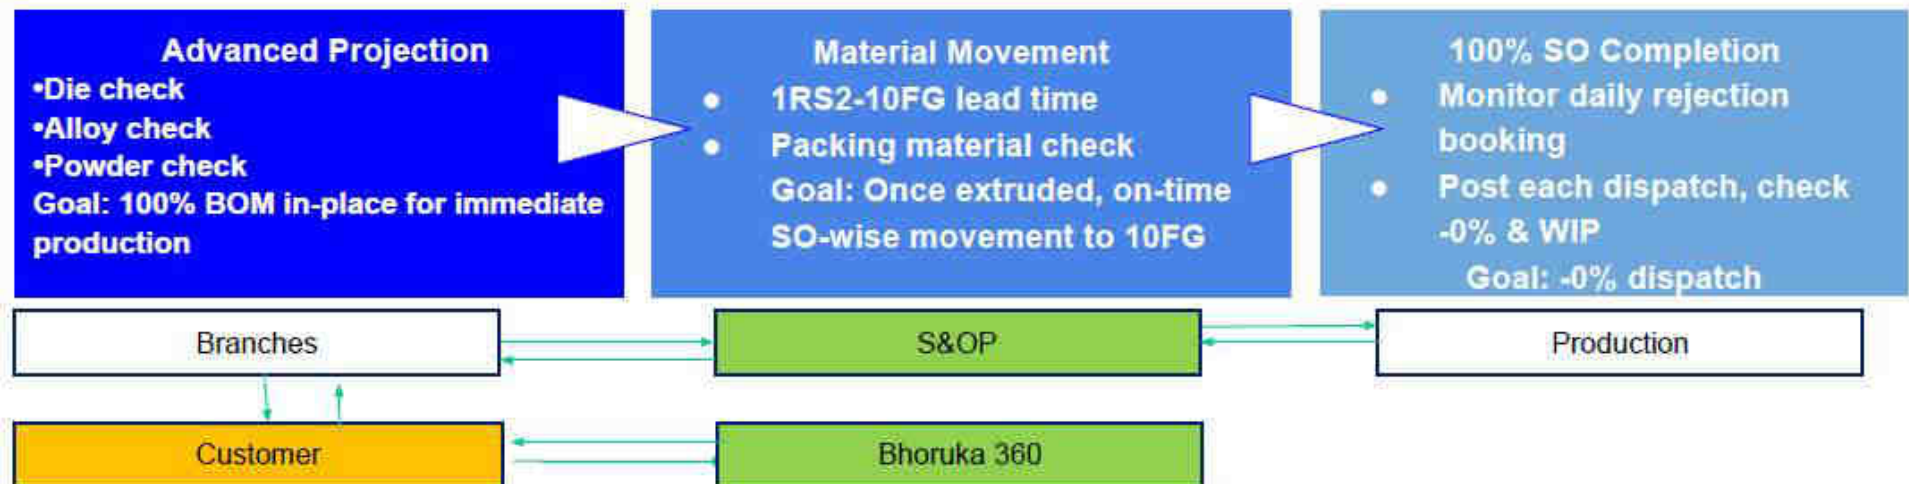 Advanced Projection
•Die check
•Alloy check
•Powder check
Goal: 100% BOM in-place for immediate
production
Material Movement
● 1RS2-10FG lead time
● Packing material check
Goal: Once extruded, on-time
SO-wise movement to 10FG
100% SO Completion
● Monitor daily rejection
booking
● Post each dispatch, check
-0% & WIP
Goal: -0% dispatch
Branches
S&OP
Production
Customer
Bhoruka 360